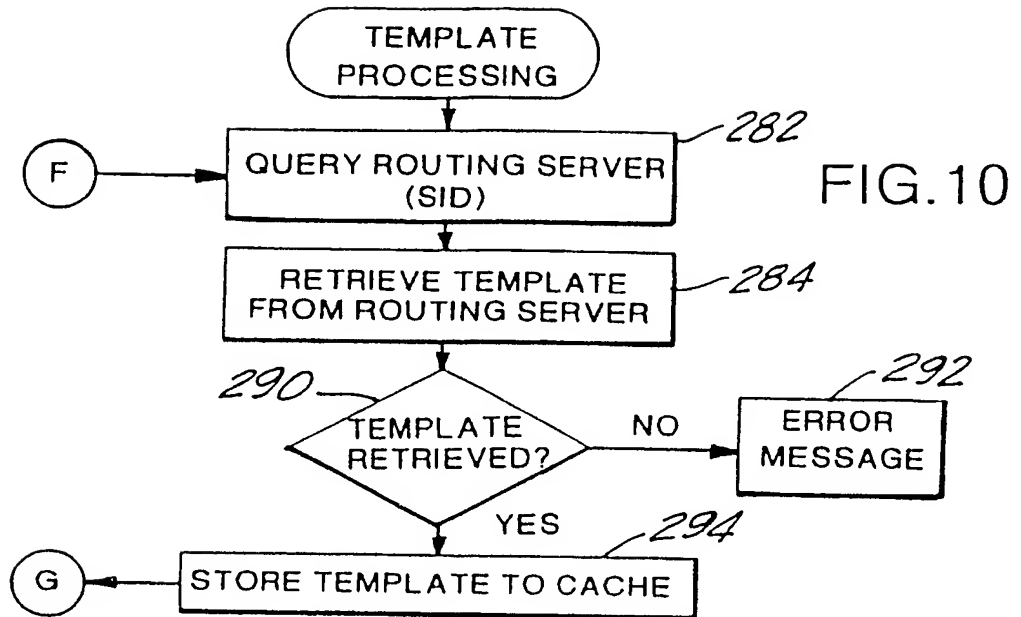 TEMPLATE
PROCESSING
282
F
QUERY ROUTING SERVER
(SID)
FIG.10
RETRIEVE TEMPLATE
FROM ROUTING SERVER
284
290
TEMPLATE
RETRIEVED?
NO
292
ERROR
MESSAGE
YES
294
G
STORE TEMPLATE TO CACHE